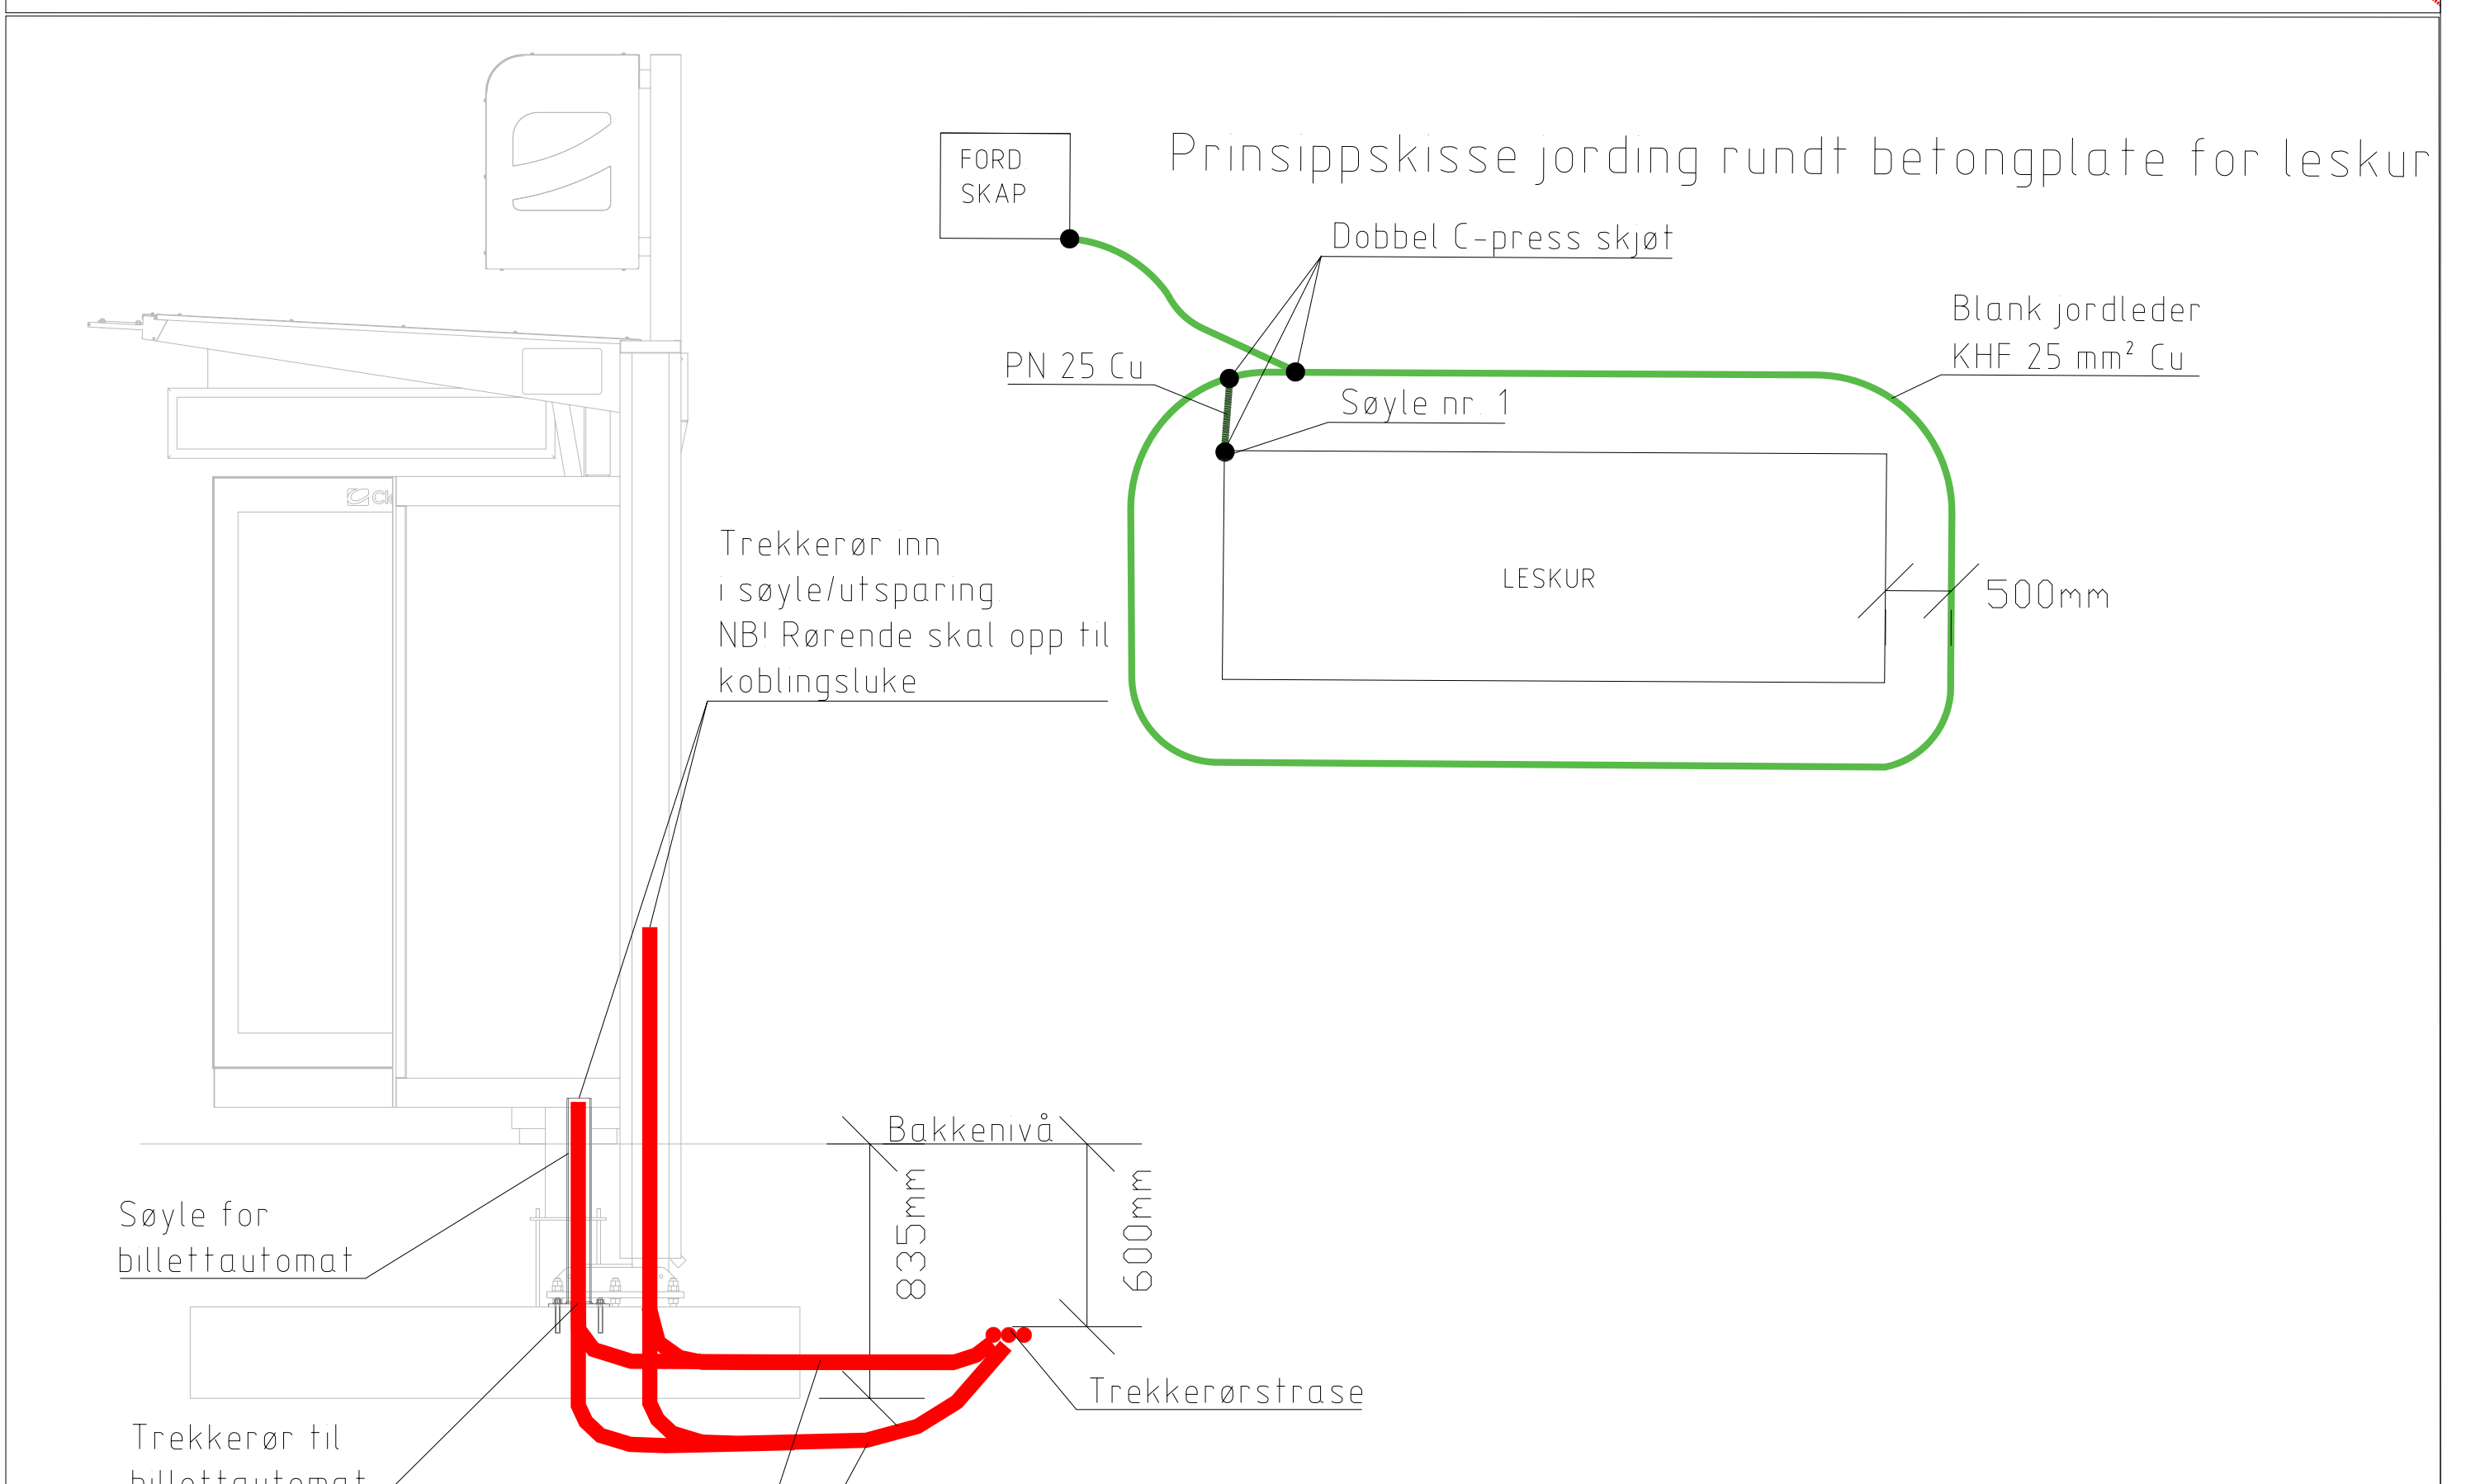 Prinsippskisse jording rundt betongplate for leskur
FORD.
SKAP
Dobbel C-press skjøt
Blank jordleder
KHF 25 mm² Cu
PN 25 Cu
Søyle nr. 1
LESKUR
500mm
Trekkerør inn
i søyle/utsparing.
NB! Rørende skal opp til
koblingsluke
Bakkenivå
835mm
600mm
Søyle for
billettautomat
Trekkerørstrase
Trekkerør til
billettautomat